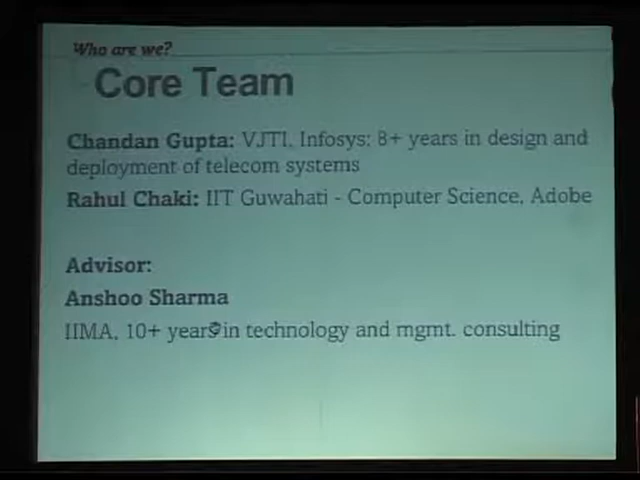 Who are we?
Core Team
Chandan Gupta: VJTI, Infosys: 8+ years in design and
deployment of telecom systems
Rahul Chaki: IIT Guwahati - Computer Science, Adobe
Advisor:
Anshoo Sharma
IIMA, 10+ years in technology and mgmt. consulting